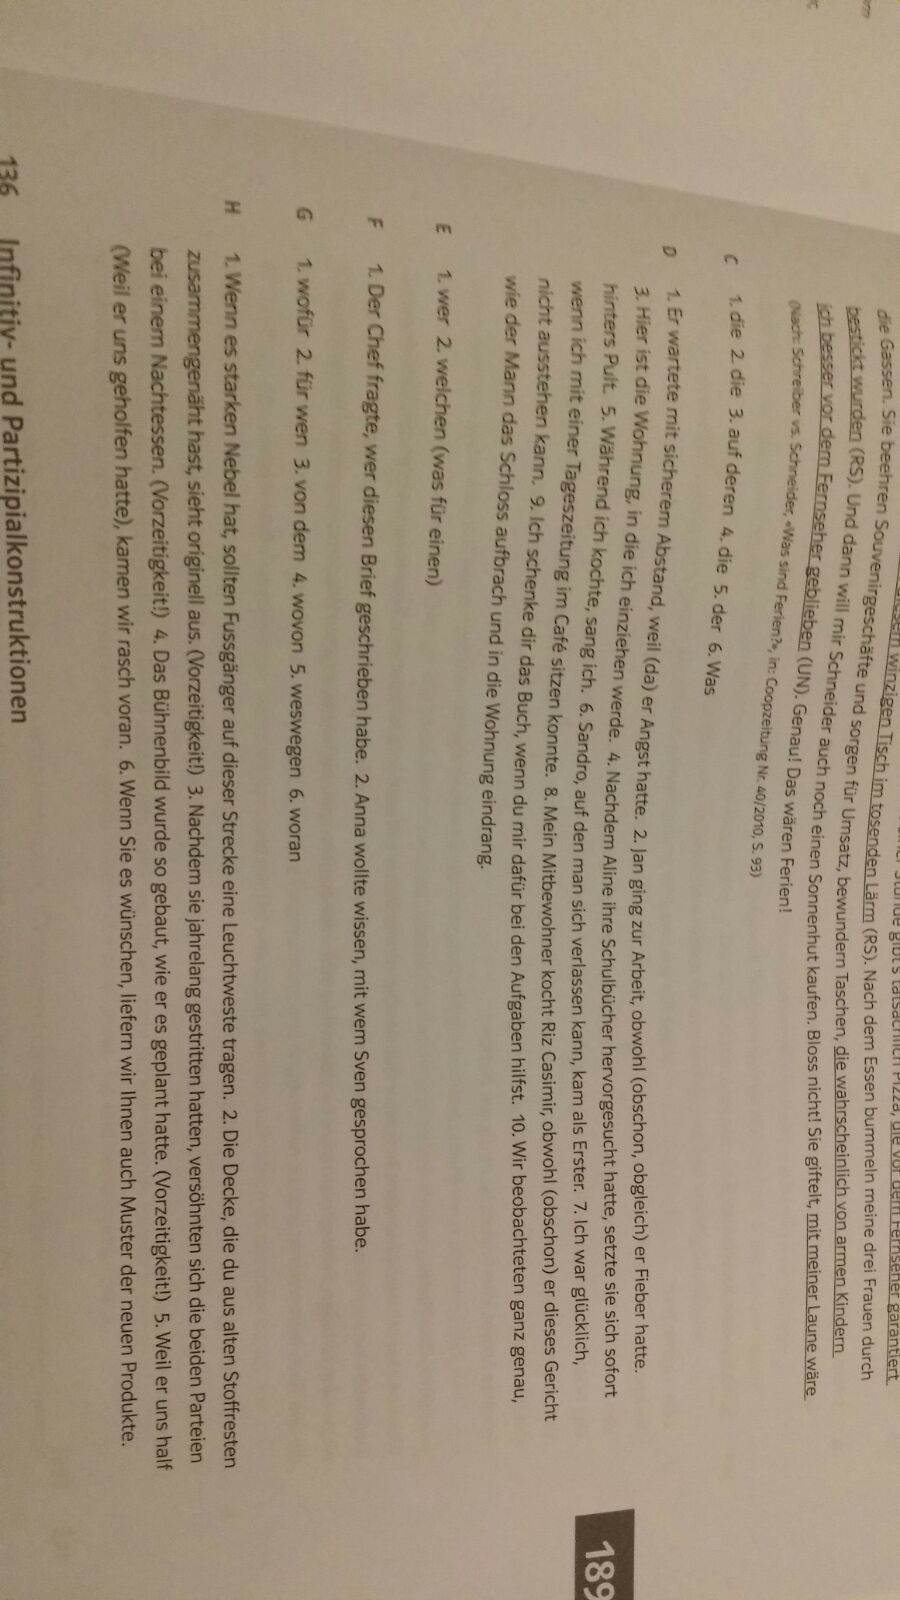 diesem winzigen Tisch im tosenden Lärm (RS). Nach dem Essen bummeln meine drei Frauen durch
Stunde gibt's tatsächlich Pizza, die vor dem Fernseher garantiert
die Gassen. Sie beehren Souvenirgeschäfte und sorgen für Umsatz, bewundern Taschen, die wahrscheinlich von armen Kindern
bestickt wurden (RS). Und dann will mir Schneider auch noch einen Sonnenhut kaufen. Bloss nicht! Sie giftelt, mit meiner Laune wäre
ich besser vor dem Fernseher geblieben (UN). Genau! Das wären Ferien!
(Nach: Schreiber vs. Schneider, «Was sind Ferien?», in: Coopzeitung Nr. 40/2010, S. 93)
C 1. die 2. die 3. auf deren 4. die 5. der 6. Was
D 1. Er wartete mit sicherem Abstand, weil (da) er Angst hatte. 2. Jan ging zur Arbeit, obwohl (obschon, obgleich) er Fieber hatte.
3. Hier ist die Wohnung, in die ich einziehen werde. 4. Nachdem Aline ihre Schulbücher hervorgesucht hatte, setzte sie sich sofort
hinters Pult. 5. Während ich kochte, sang ich. 6. Sandro, auf den man sich verlassen kann, kam als Erster. 7. Ich war glücklich,
wenn ich mit einer Tageszeitung im Café sitzen konnte. 8. Mein Mitbewohner kocht Riz Casimir, obwohl (obschon) er dieses Gericht
nicht ausstehen kann. 9. Ich schenke dir das Buch, wenn du mir dafür bei den Aufgaben hilfst. 10. Wir beobachteten ganz genau,
wie der Mann das Schloss aufbrach und in die Wohnung eindrang.
189
E 1. wer 2. welchen (was für einen)
F 1. Der Chef fragte, wer diesen Brief geschrieben habe. 2. Anna wollte wissen, mit wem Sven gesprochen habe.
G 1. wofür 2. für wen 3. von dem 4. wovon 5. weswegen 6. woran
H 1. Wenn es starken Nebel hat, sollten Fussgänger auf dieser Strecke eine Leuchtweste tragen. 2. Die Decke, die du aus alten Stoffresten
zusammengenäht hast, sieht originell aus. (Vorzeitigkeit!) 3. Nachdem sie jahrelang gestritten hatten, versöhnten sich die beiden Parteien
bei einem Nachtessen. (Vorzeitigkeit!) 4. Das Bühnenbild wurde so gebaut, wie er es geplant hatte. (Vorzeitigkeit!) 5. Weil er uns half
(Weil er uns geholfen hatte), kamen wir rasch voran. 6. Wenn Sie es wünschen, liefern wir Ihnen auch Muster der neuen Produkte.
136 Infinitiv- und Partizipialkonstruktionen